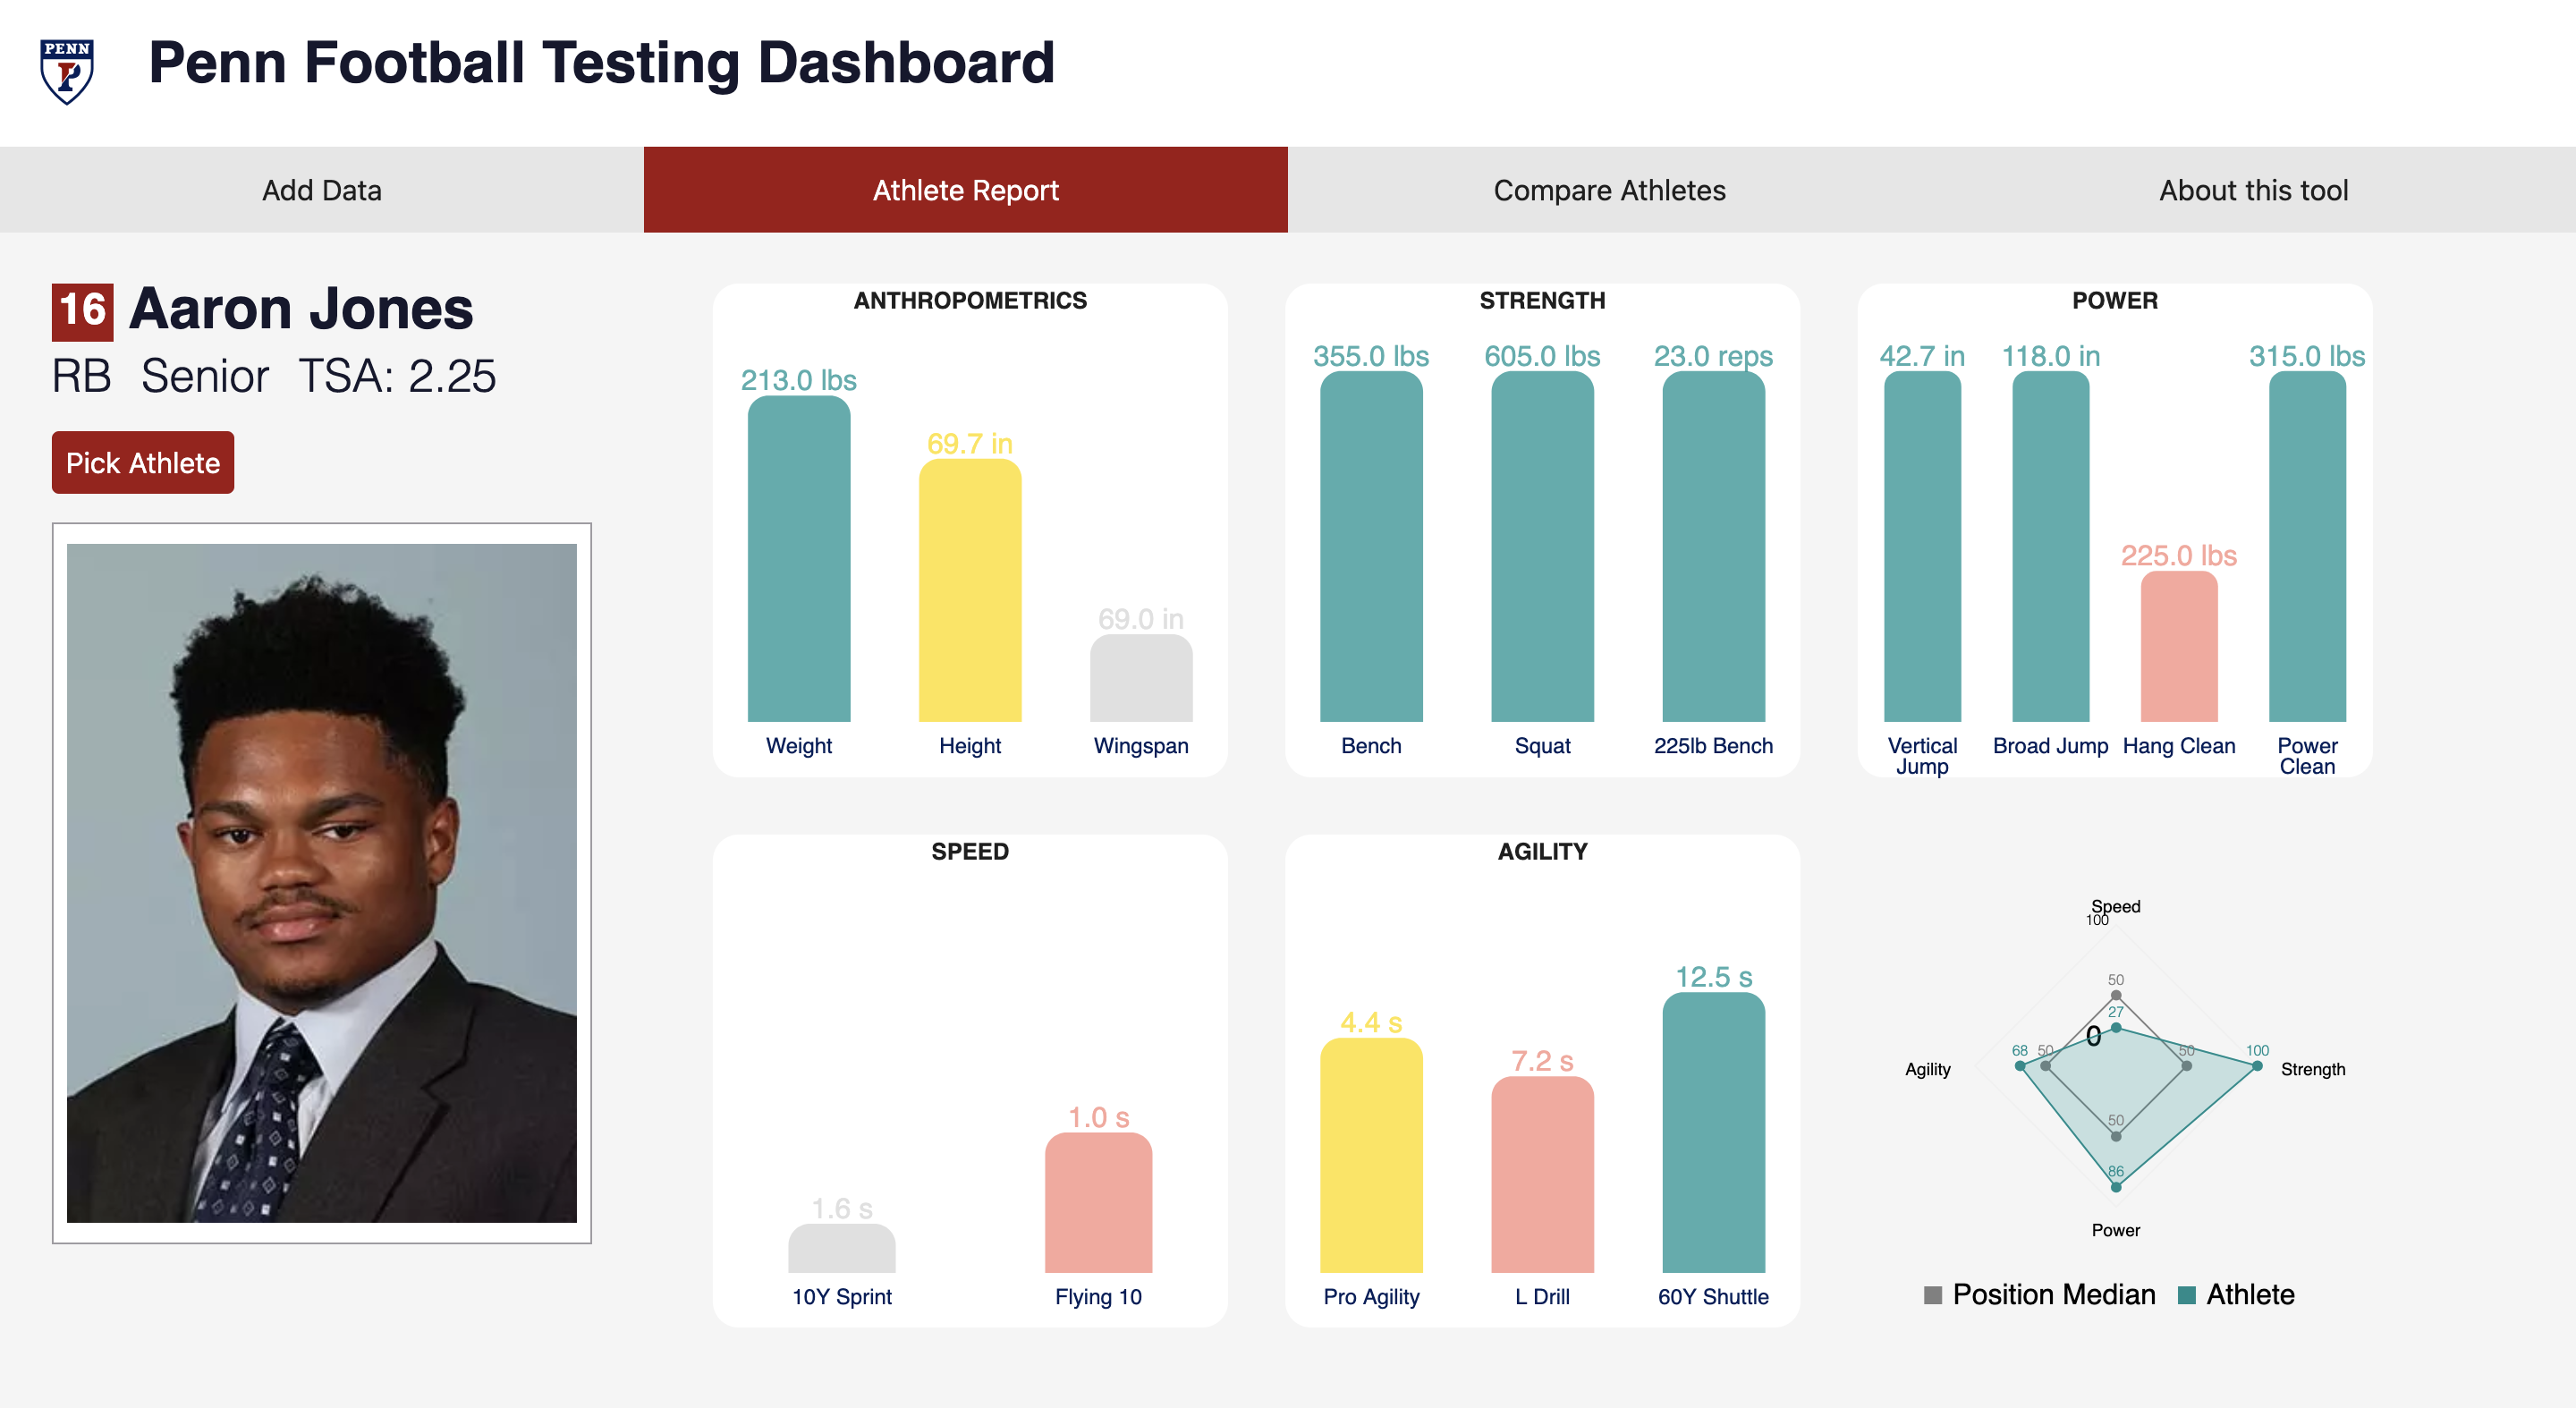 PENN
P
Penn Football Testing Dashboard
Add Data
Athlete Report
Compare Athletes
About this tool
16 Aaron Jones
RB Senior TSA: 2.25
Pick Athlete
ANTHROPOMETRICS
213.0 lbs
69.7 in
69.0 in
Weight
Height
Wingspan
STRENGTH
355.0 lbs
605.0 lbs
23.0 reps
Bench
Squat
225lb Bench
POWER
42.7 in
118.0 in
225.0 lbs
315.0 lbs
Vertical
Jump
Broad Jump
Hang Clean
Power
Clean
SPEED
1.6 s
1.0 s
10Y Sprint
Flying 10
AGILITY
4.4 s
7.2 s
12.5 s
Pro Agility
L Drill
60Y Shuttle
Speed
100
50
27
0
Agility
68
50
50
100
Strength
50
86
Power
Position Median
Athlete